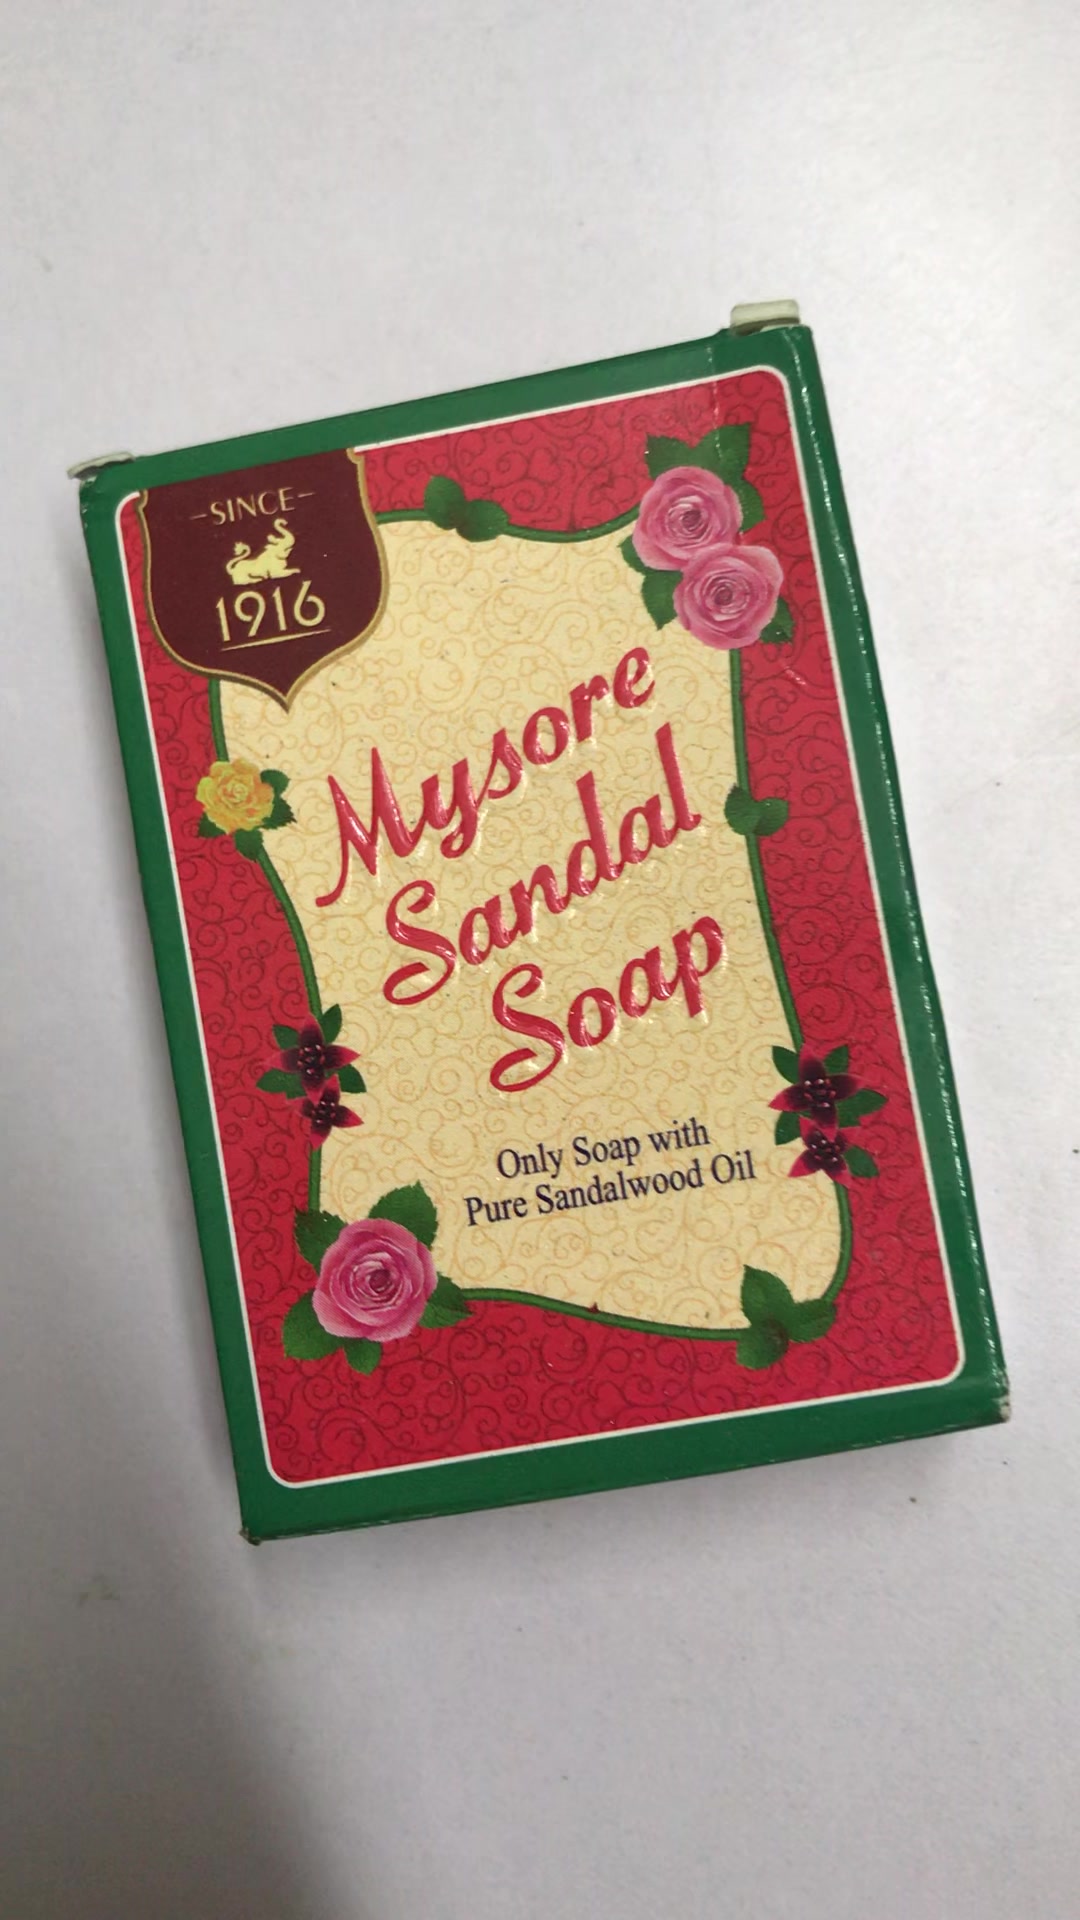 -SINCE-
1916
Mysore
Sandal
Soap
Only Soap with
Pure Sandalwood Oil